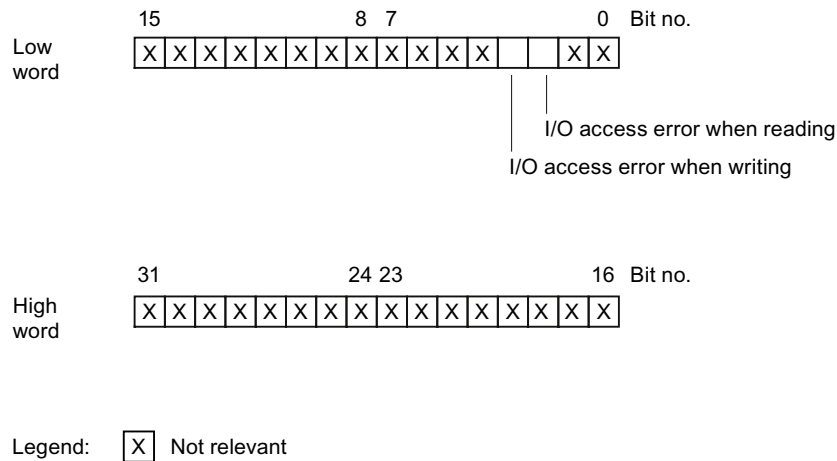 15 8 7 0 Bit no.
Low
word
X X X X X X X X X X X X X X
I/O access error when reading
I/O access error when writing
31 24 23 16 Bit no.
High
word
X X X X X X X X X X X X X X X X
Legend: X Not relevant